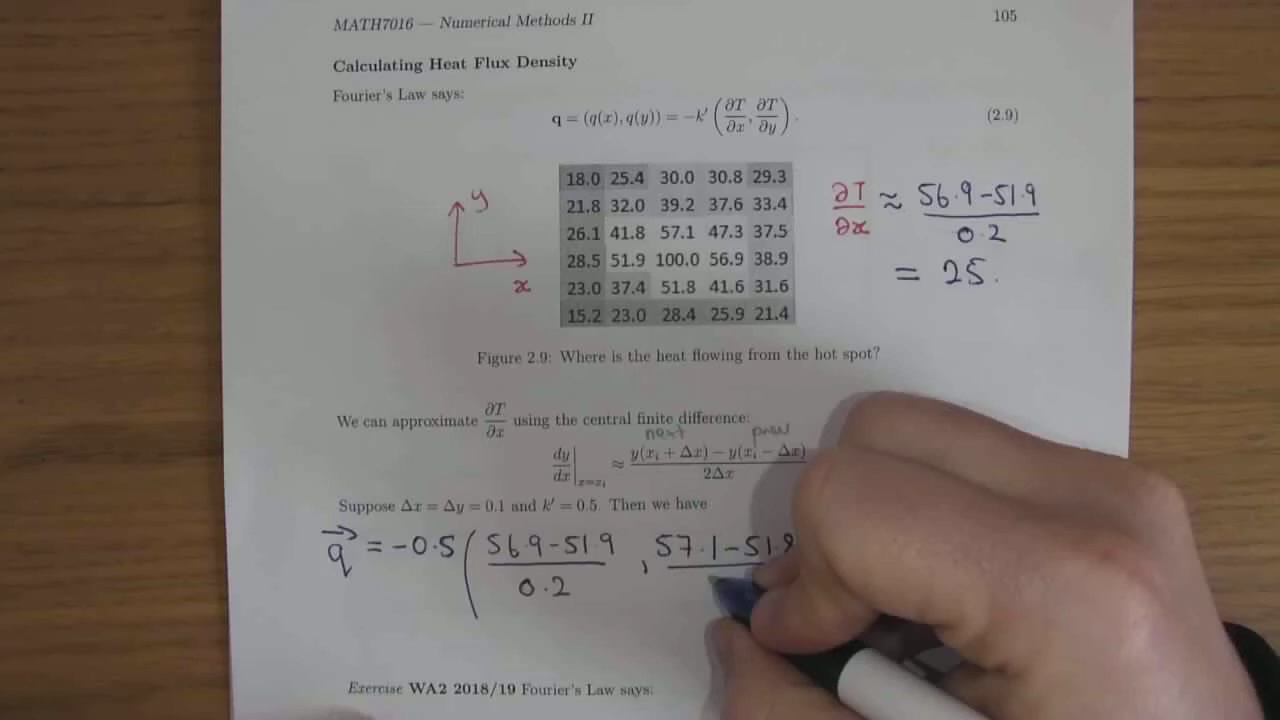 MATH7016 — Numerical Methods II
105
Calculating Heat Flux Density
Fourier's Law says:
q = (q(x), q(y)) = −k′ (∂T/∂x, ∂T/∂y).
(2.9)
18.0 25.4 30.0 30.8 29.3
21.8 32.0 39.2 37.6 33.4
26.1 41.8 57.1 47.3 37.5
28.5 51.9 100.0 56.9 38.9
23.0 37.4 51.8 41.6 31.6
15.2 23.0 28.4 25.9 21.4
y
x
∂T/∂x ≈ 56.9−51.9 / 0.2
= 25.
Figure 2.9: Where is the heat flowing from the hot spot?
We can approximate ∂T/∂x using the central finite difference:
next prev
dy/dx |x=xi ≈ y(xi + Δx) − y(xi − Δx) / 2Δx
Suppose Δx = Δy = 0.1 and k′ = 0.5. Then we have
q⃗ = −0.5 ( 56.9−51.9 / 0.2 , 57.1−51.8
Exercise WA2 2018/19 Fourier's Law says: